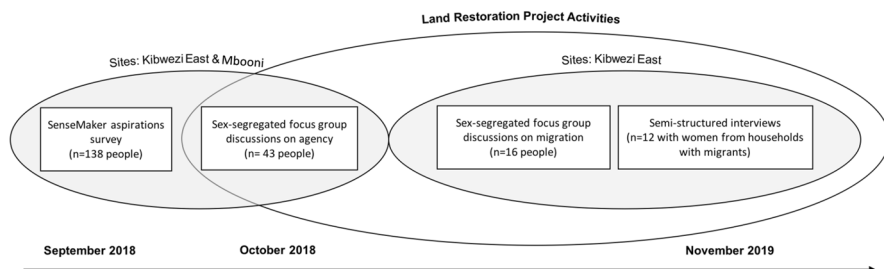 Land Restoration Project Activities
Sites: Kibwezi East & Mbooni
Sites: Kibwezi East
SenseMaker aspirations
survey
(n=138 people)
Sex-segregated focus group
discussions on agency
(n= 43 people)
Sex-segregated focus group
discussions on migration
(n=16 people)
Semi-structured interviews
(n=12 with women from households
with migrants)
September 2018
October 2018
November 2019